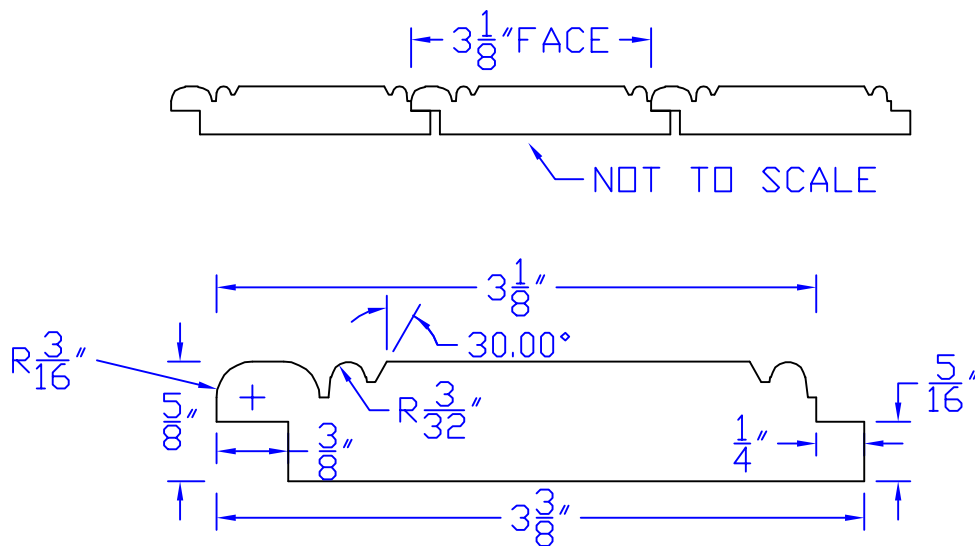 3 1/8" FACE
NOT TO SCALE
3 1/8"
30.00°
R 3/16"
R 3/32"
5/8"
3/8"
1/4"
5/16"
3 3/8"